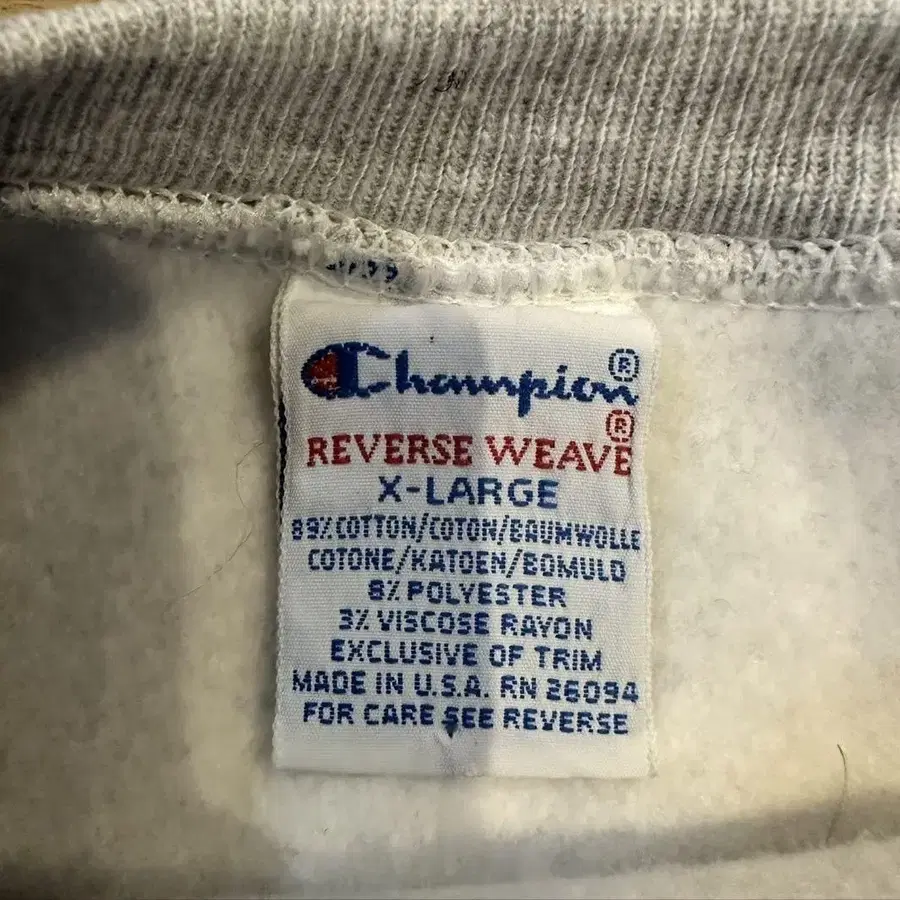 Champion®
REVERSE WEAVE®
X-LARGE
89% COTTON/COTON/BAUMWOLLE
COTONE/KATOEN/BOMULD
8% POLYESTER
3% VISCOSE RAYON
EXCLUSIVE OF TRIM
MADE IN U.S.A. RN 26094
FOR CARE SEE REVERSE